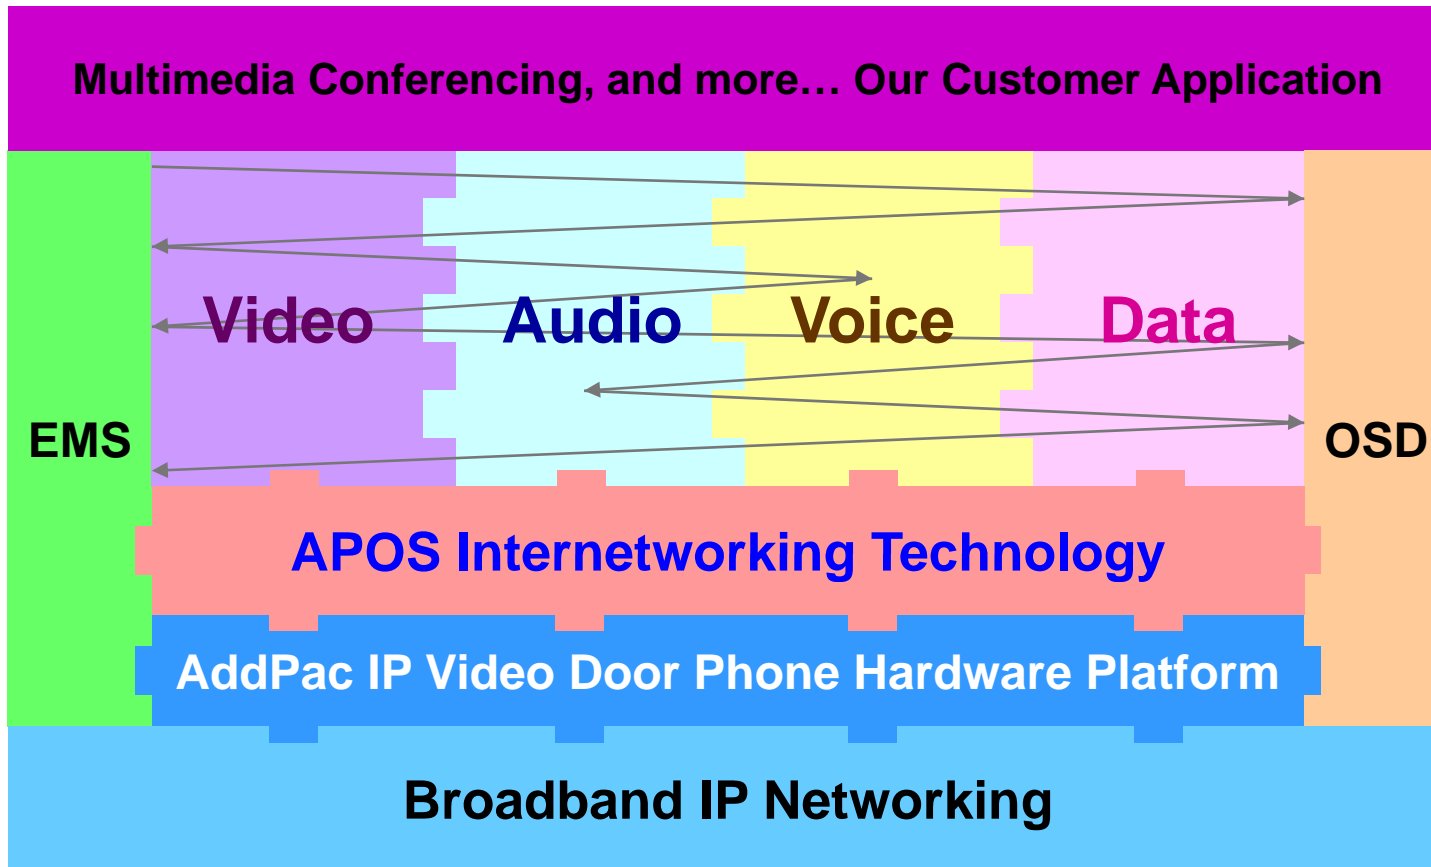 Multimedia Conferencing, and more… Our Customer Application
Video Audio Voice Data
EMS
OSD
APOS Internetworking Technology
AddPac IP Video Door Phone Hardware Platform
Broadband IP Networking